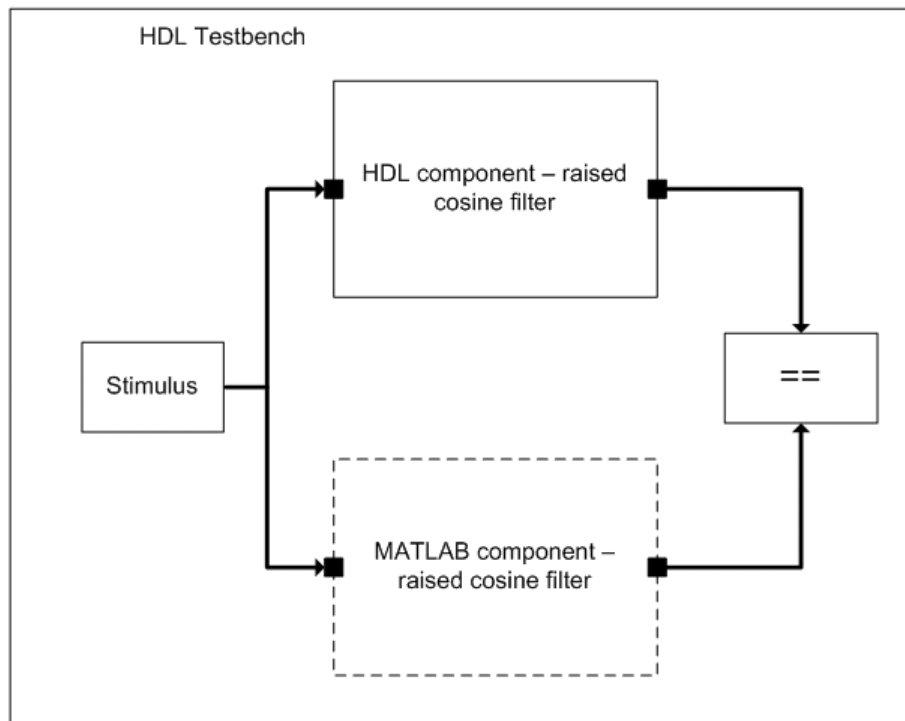 HDL Testbench
HDL component – raised
cosine filter
Stimulus
==
MATLAB component –
raised cosine filter